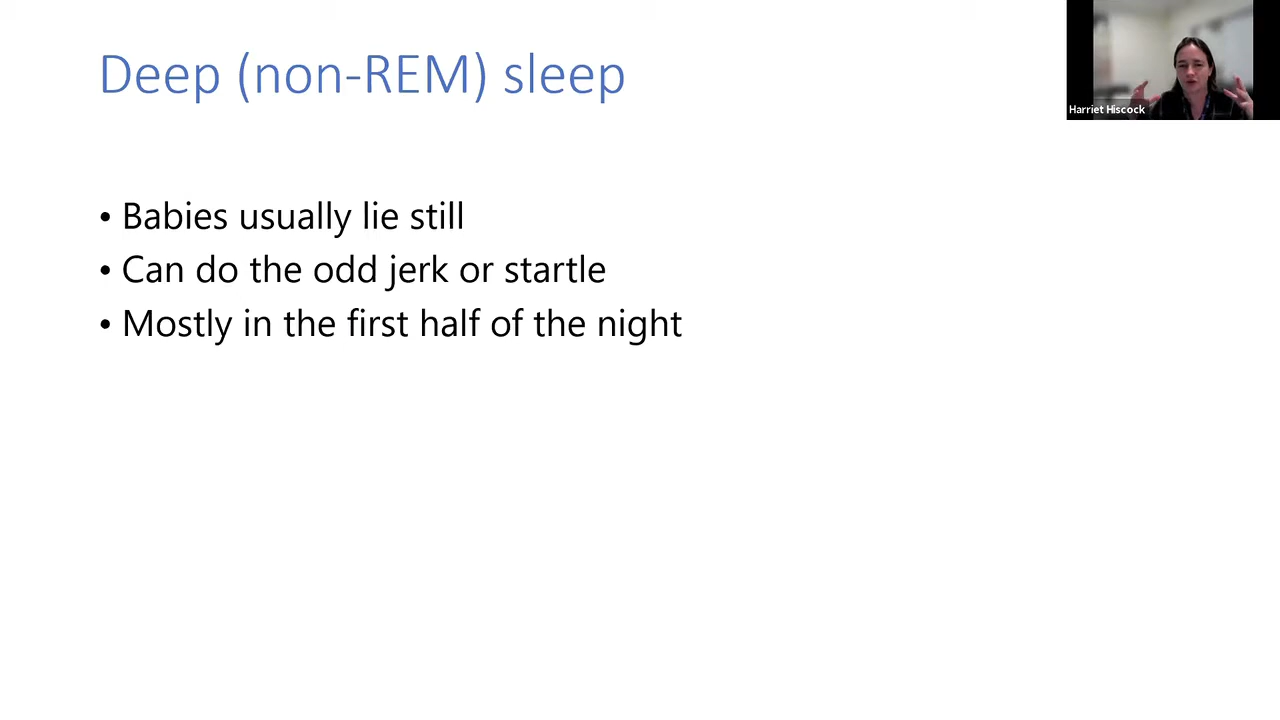 Deep (non-REM) sleep
Harriet Hiscock
• Babies usually lie still
• Can do the odd jerk or startle
• Mostly in the first half of the night